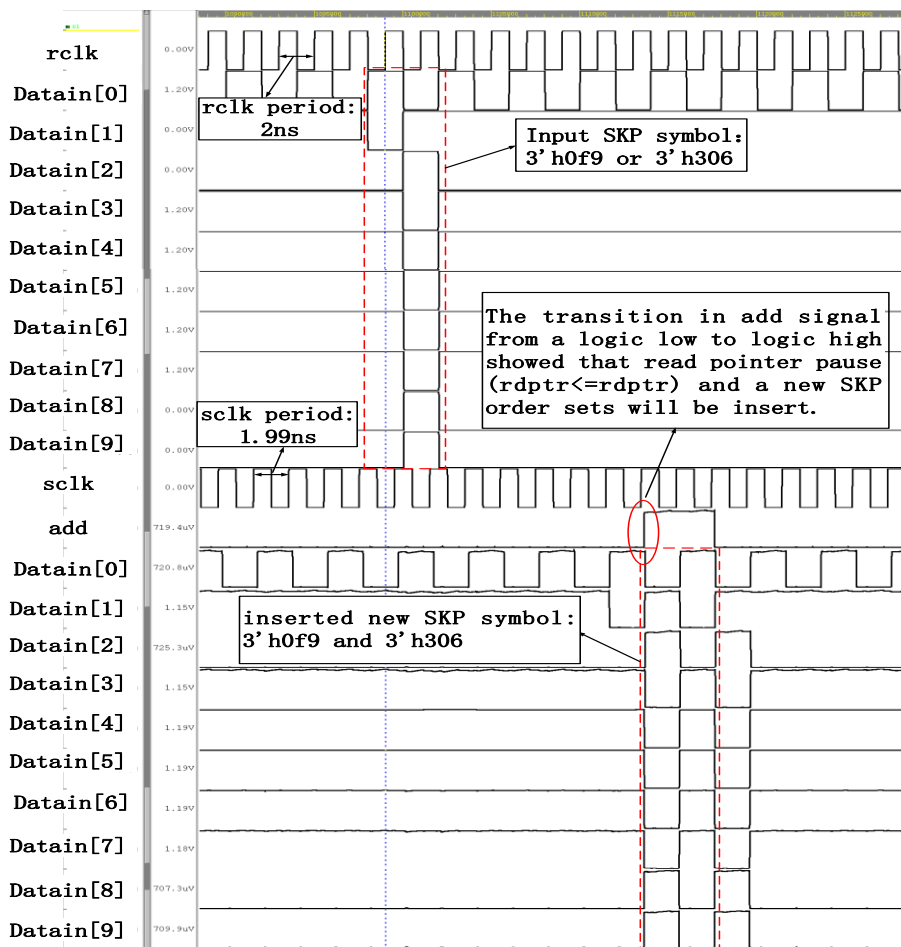 rclk
0.00V
Datain[0]
1.20V
rclk period:
2ns
Datain[1]
0.00V
Input SKP symbol:
3'h0f9 or 3'h306
Datain[2]
0.00V
Datain[3]
1.20V
Datain[4]
1.20V
Datain[5]
1.20V
Datain[6]
1.20V
The transition in add signal
from a logic low to logic high
showed that read pointer pause
(rdptr<=rdptr) and a new SKP
order sets will be insert.
Datain[7]
1.20V
Datain[8]
0.00V
sclk period:
1.99ns
Datain[9]
0.00V
sclk
0.00V
add
719.4uV
Datain[0]
720.8uV
Datain[1]
1.15V
inserted new SKP symbol:
3'h0f9 and 3'h306
Datain[2]
725.3uV
Datain[3]
1.15V
Datain[4]
1.19V
Datain[5]
1.19V
Datain[6]
1.19V
Datain[7]
1.18V
Datain[8]
707.3uV
Datain[9]
709.9uV